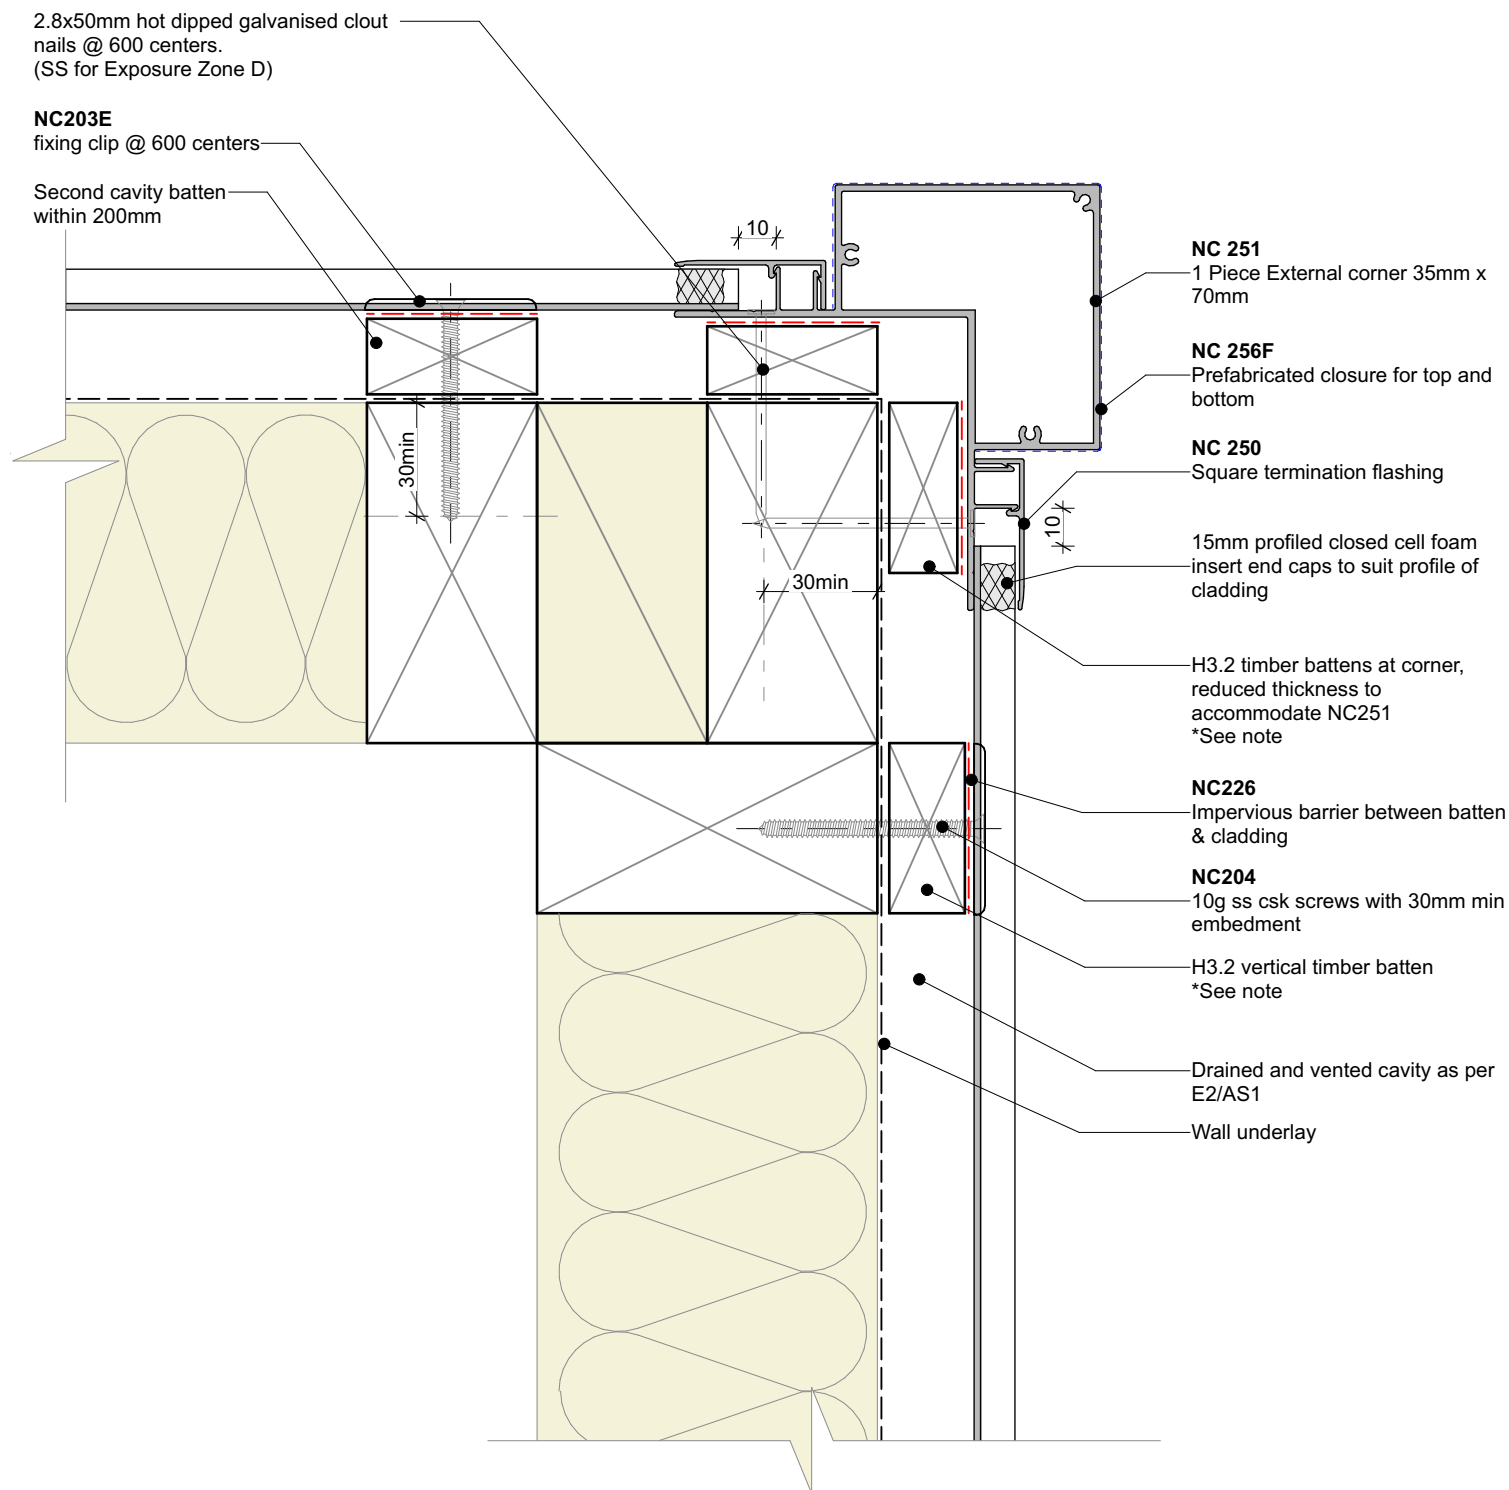 2.8x50mm hot dipped galvanised clout
nails @ 600 centers.
(SS for Exposure Zone D)
NC203E
fixing clip @ 600 centers
Second cavity batten
within 200mm
10
30min
30min
10
NC 251
1 Piece External corner 35mm x
70mm
NC 256F
Prefabricated closure for top and
bottom
NC 250
Square termination flashing
15mm profiled closed cell foam
insert end caps to suit profile of
cladding
H3.2 timber battens at corner,
reduced thickness to
accommodate NC251
*See note
NC226
Impervious barrier between batten
& cladding
NC204
10g ss csk screws with 30mm min
embedment
H3.2 vertical timber batten
*See note
Drained and vented cavity as per
E2/AS1
Wall underlay